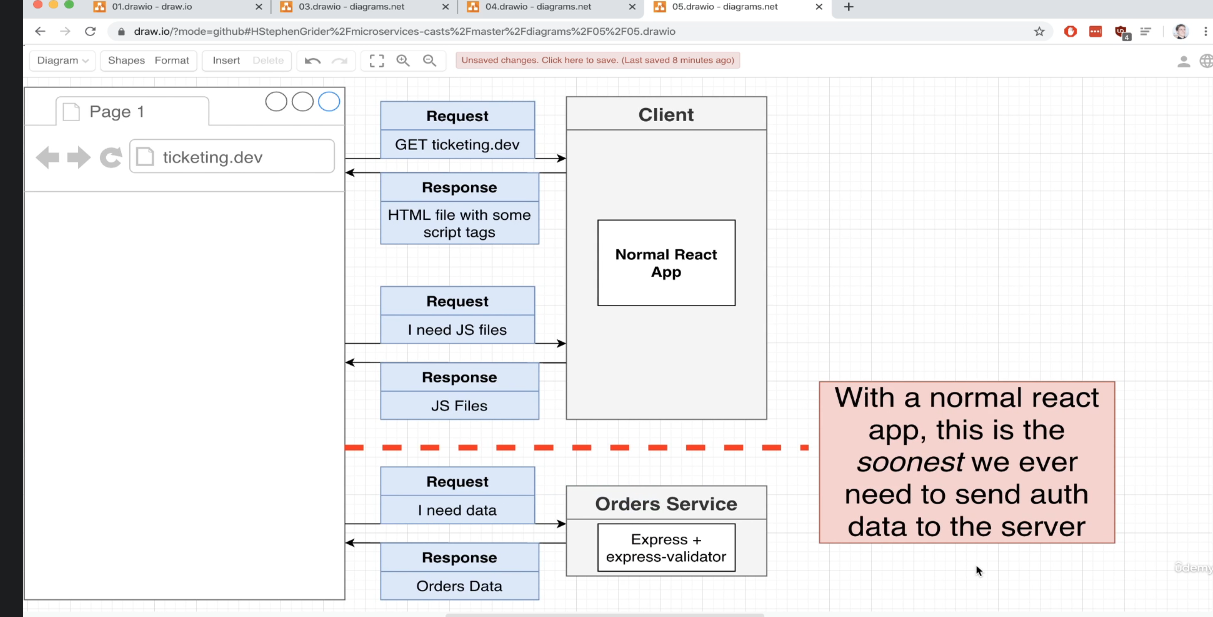 01.drawio - draw.io
03.drawio - diagrams.net
04.drawio - diagrams.net
05.drawio - diagrams.net
draw.io/?mode=github#HStephenGrider%2Fmicroservices-casts%2Fmaster%2Fdiagrams%2F05%2F05.drawio
4
Diagram
Shapes Format
Insert Delete
Unsaved changes. Click here to save. (Last saved 8 minutes ago)
Page 1
ticketing.dev
Request
GET ticketing.dev
Response
HTML file with some
script tags
Client
Normal React
App
Request
I need JS files
Response
JS Files
With a normal react
app, this is the
soonest we ever
need to send auth
data to the server
Request
I need data
Response
Orders Data
Orders Service
Express +
express-validator
Udemy